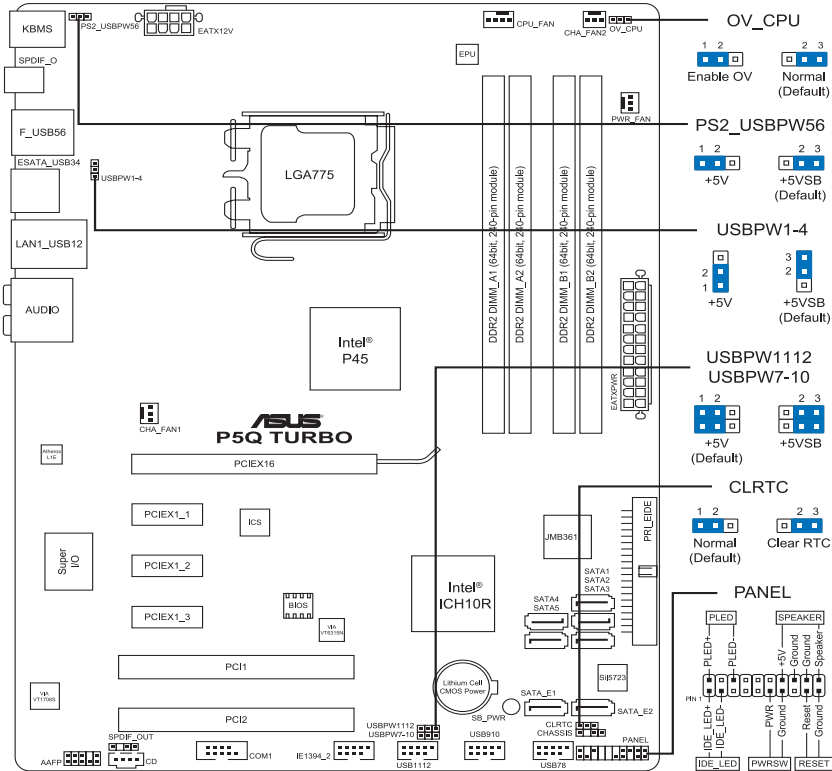 KBMS
PS2_USBPW56
EATX12V
CPU_FAN
CHA_FAN2
OV_CPU
OV_CPU
SPDIF_O
EPU
1 2
2 3
Enable OV
Normal
(Default)
F_USB56
PWR_FAN
PS2_USBPW56
1 2
2 3
+5V
+5VSB
(Default)
ESATA_USB34
USBPW1-4
LGA775
DDR2 DIMM_A1 (64bit, 240-pin module)
DDR2 DIMM_A2 (64bit, 240-pin module)
DDR2 DIMM_B1 (64bit, 240-pin module)
DDR2 DIMM_B2 (64bit, 240-pin module)
USBPW1-4
2
1
3
2
+5V
+5VSB
(Default)
LAN1_USB12
AUDIO
Intel®
P45
EATXPWR
USBPW1112
USBPW7-10
1 2
2 3
+5V
(Default)
+5VSB
CHA_FAN1
ASUS
P5Q TURBO
Atheros
L1E
PCIEX16
CLRTC
1 2
2 3
Normal
(Default)
Clear RTC
PCIEX1_1
ICS
JMB361
PRI_EIDE
Super
I/O
PCIEX1_2
Intel®
ICH10R
SATA1
SATA2
SATA3
SATA4
SATA5
BIOS
PCIEX1_3
VIA
VT6315N
PANEL
PLED
SPEAKER
PLED+
PLED-
+5V
Ground
Ground
Speaker
PIN 1
IDE_LED+
IDE_LED-
PWR
Ground
Reset
Ground
IDE_LED
PWRSW
RESET
PCI1
Lithium Cell
CMOS Power
SiI5723
VIA
VT1708S
SATA_E1
SATA_E2
SB_PWR
PCI2
USBPW1112
USBPW7-10
CLRTC
CHASSIS
PANEL
SPDIF_OUT
AAFP
CD
COM1
IE1394_2
USB1112
USB910
USB78